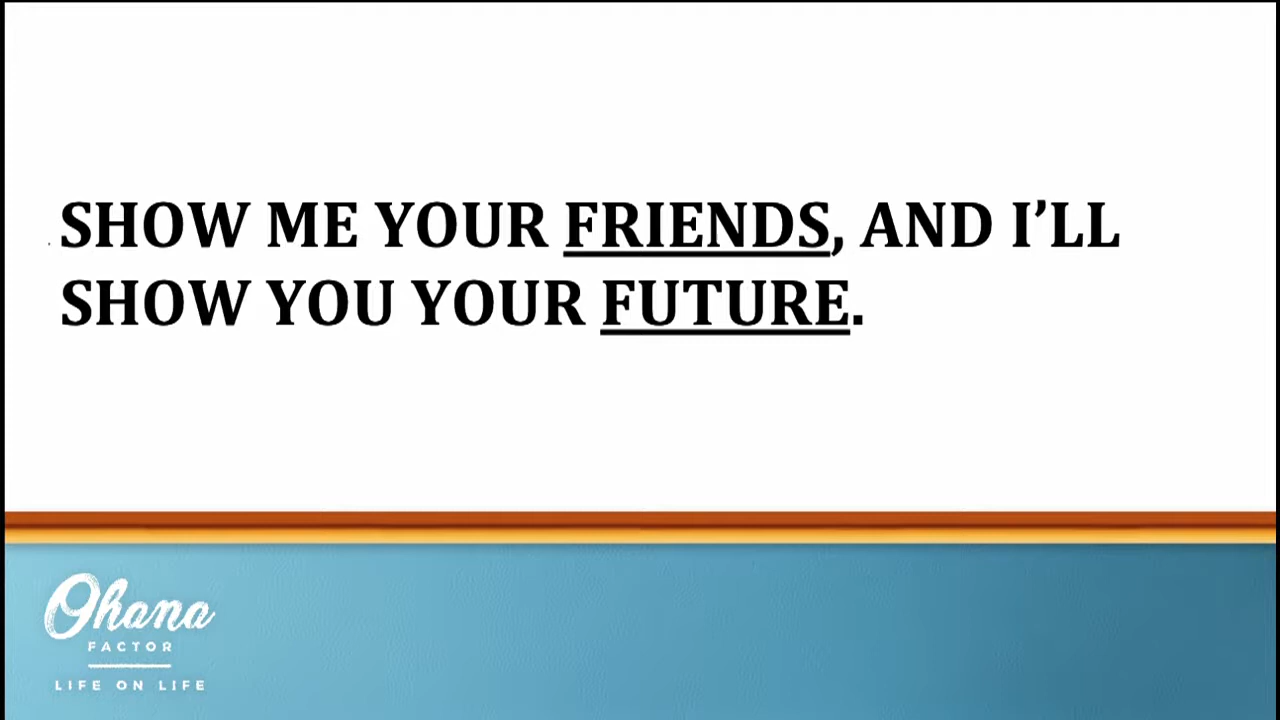 SHOW ME YOUR FRIENDS, AND I’LL
SHOW YOU YOUR FUTURE.
Ohana
FACTOR
LIFE ON LIFE